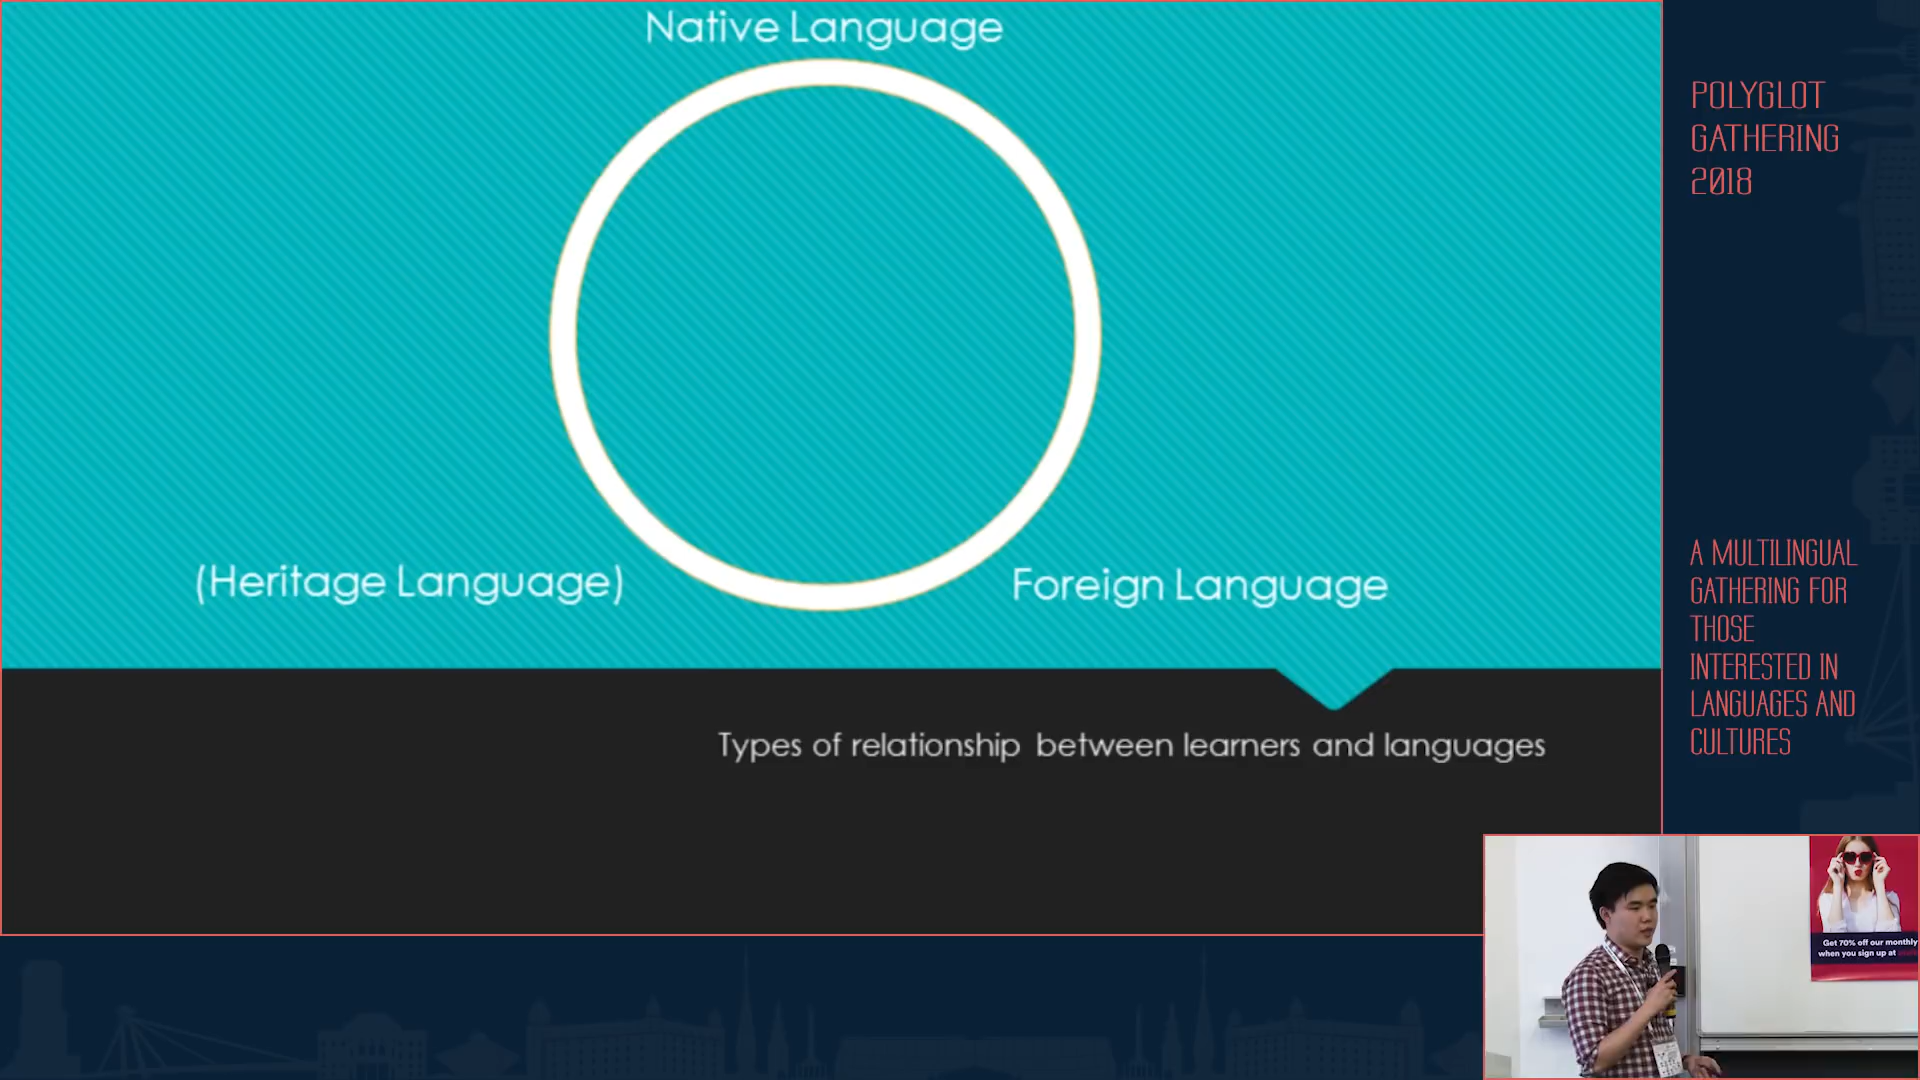 Native Language
(Heritage Language)
Foreign Language
Types of relationship between learners and languages
POLYGLOT
GATHERING
2018
A MULTILINGUAL
GATHERING FOR
THOSE
INTERESTED IN
LANGUAGES AND
CULTURES
Get 70% off our monthly
when you sign up at